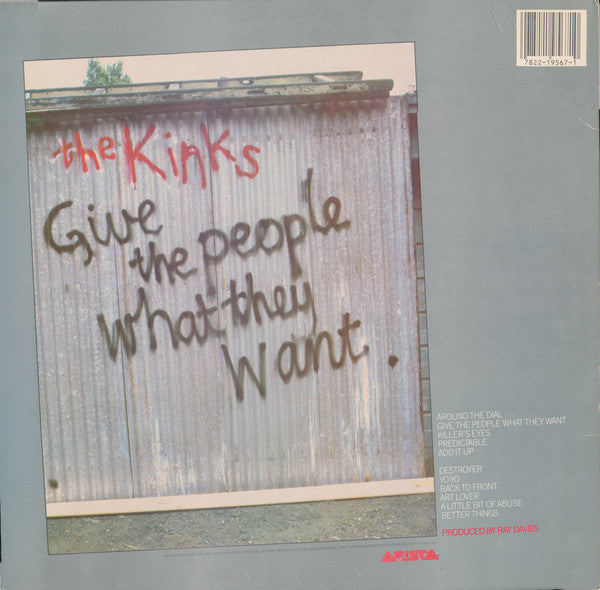 7822-19567-1
the Kinks
Give
the people
what they
want.
AROUND THE DIAL
GIVE THE PEOPLE WHAT THEY WANT
KILLER'S EYES
PREDICTABLE
ADD IT UP
DESTROYER
YO-YO
BACK TO FRONT
ART LOVER
A LITTLE BIT OF ABUSE
BETTER THINGS
PRODUCED BY RAY DAVIES
ARISTA